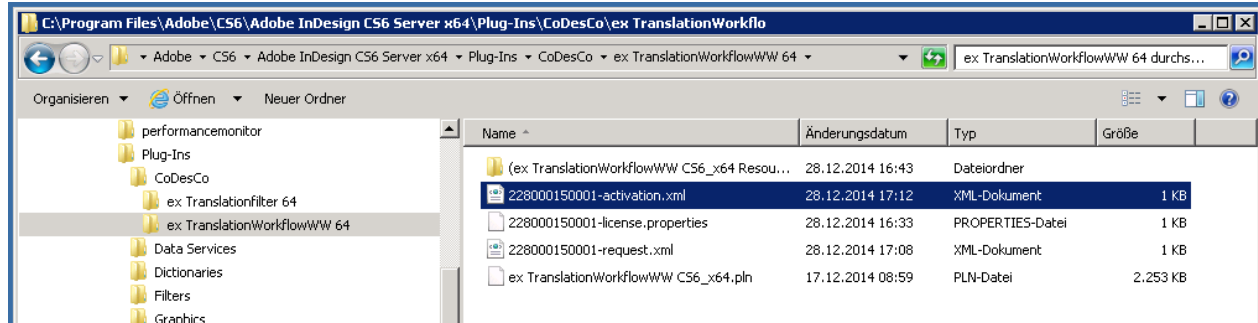 C:\Program Files\Adobe\CS6\Adobe InDesign CS6 Server x64\Plug-Ins\CoDesCo\ex TranslationWorkflo
Adobe CS6 Adobe InDesign CS6 Server x64 Plug-Ins CoDesCo ex TranslationWorkflowWW 64 ex TranslationWorkflowWW 64 durchs...
Organisieren Öffnen Neuer Ordner
performancemonitor
Plug-Ins
CoDesCo
ex Translationfilter 64
ex TranslationWorkflowWW 64
Data Services
Dictionaries
Filters
Graphics
Name Änderungsdatum Typ Größe
(ex TranslationWorkflowWW CS6_x64 Resou... 28.12.2014 16:43 Dateiordner
228000150001-activation.xml 28.12.2014 17:12 XML-Dokument 1 KB
228000150001-license.properties 28.12.2014 16:33 PROPERTIES-Datei 1 KB
228000150001-request.xml 28.12.2014 17:08 XML-Dokument 1 KB
ex TranslationWorkflowWW CS6_x64.pln 17.12.2014 08:59 PLN-Datei 2.253 KB